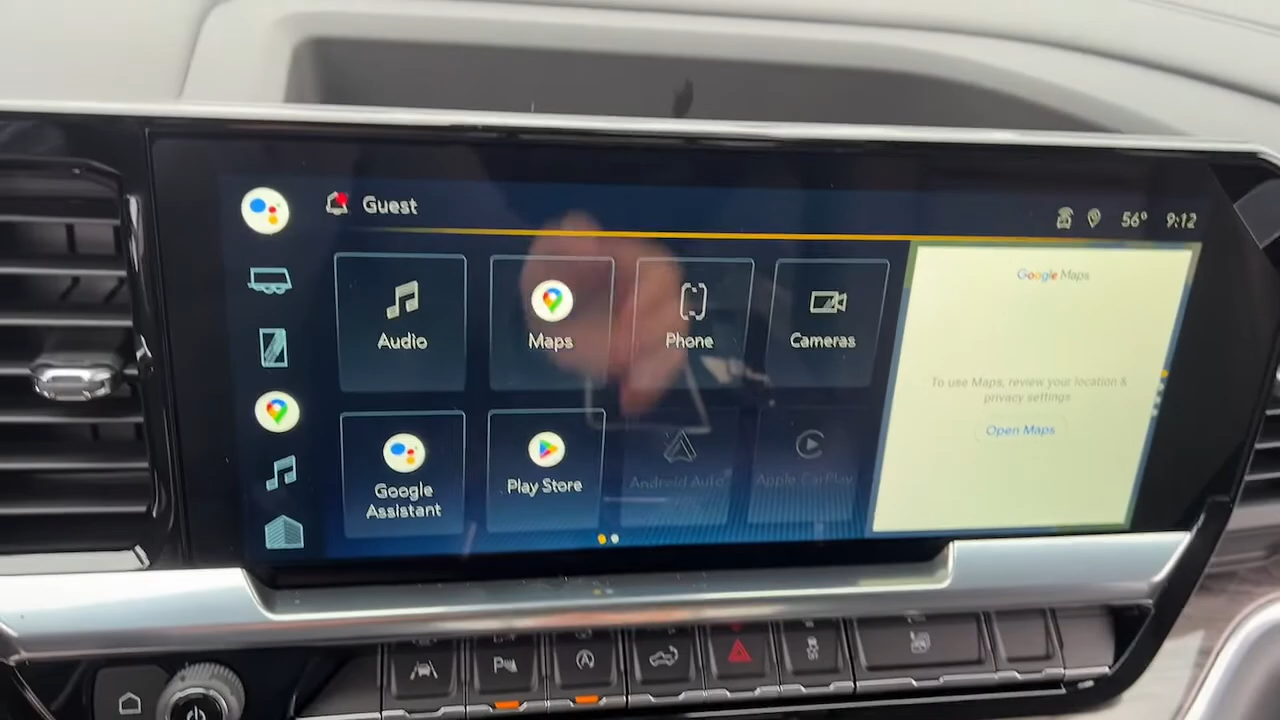 Guest
56° 9:12
Audio
Maps
Phone
Cameras
Google Maps
To use Maps, review your location &
privacy settings
Open Maps
Google
Assistant
Play Store
Android Auto
Apple CarPlay
P
A